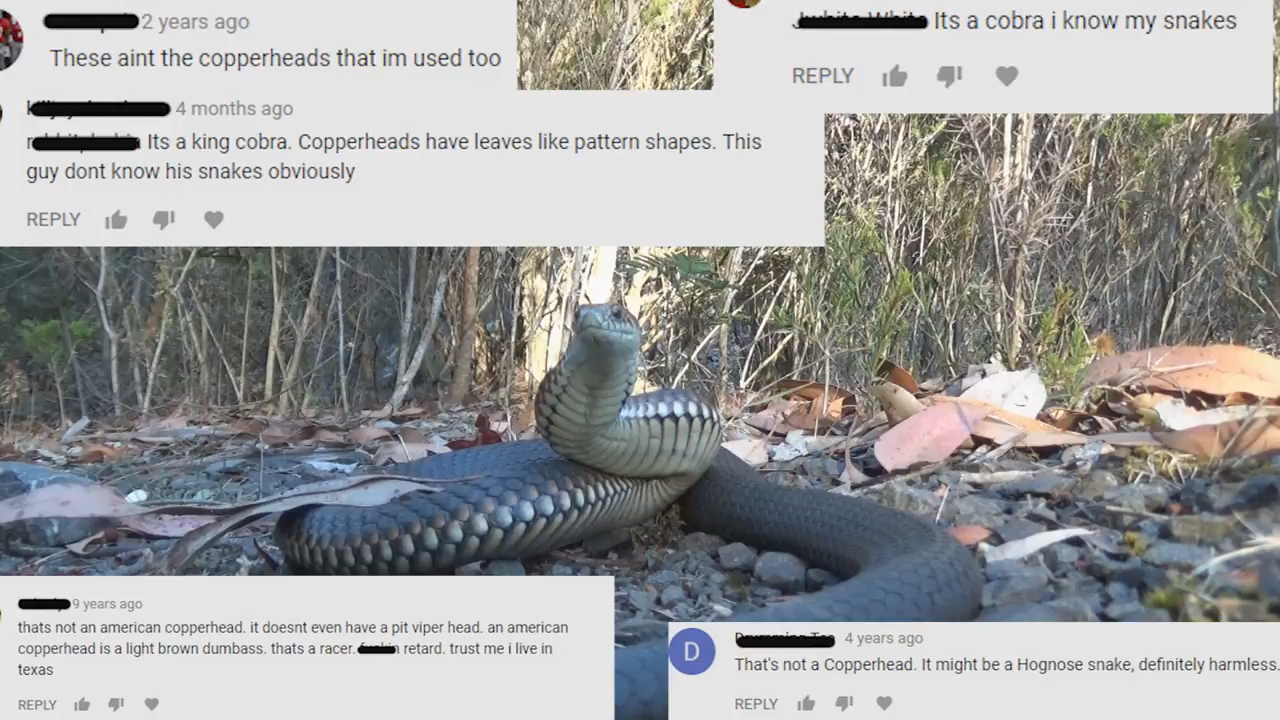 2 years ago
These aint the copperheads that im used too
Its a cobra i know my snakes
REPLY
4 months ago
Its a king cobra. Copperheads have leaves like pattern shapes. This
guy dont know his snakes obviously
REPLY
9 years ago
thats not an american copperhead. it doesnt even have a pit viper head. an american
copperhead is a light brown dumbass. thats a racer. retard. trust me i live in
texas
REPLY
D
4 years ago
That's not a Copperhead. It might be a Hognose snake, definitely harmless.
REPLY